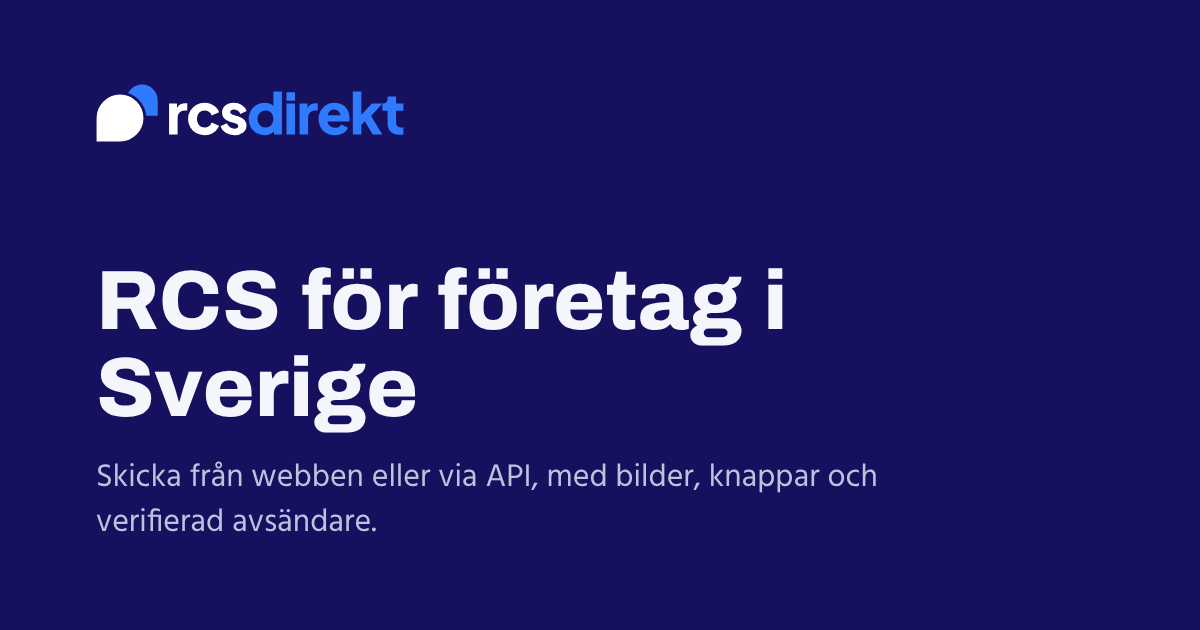 rcsdirekt
RCS för företag i
Sverige
Skicka från webben eller via API, med bilder, knappar och
verifierad avsändare.